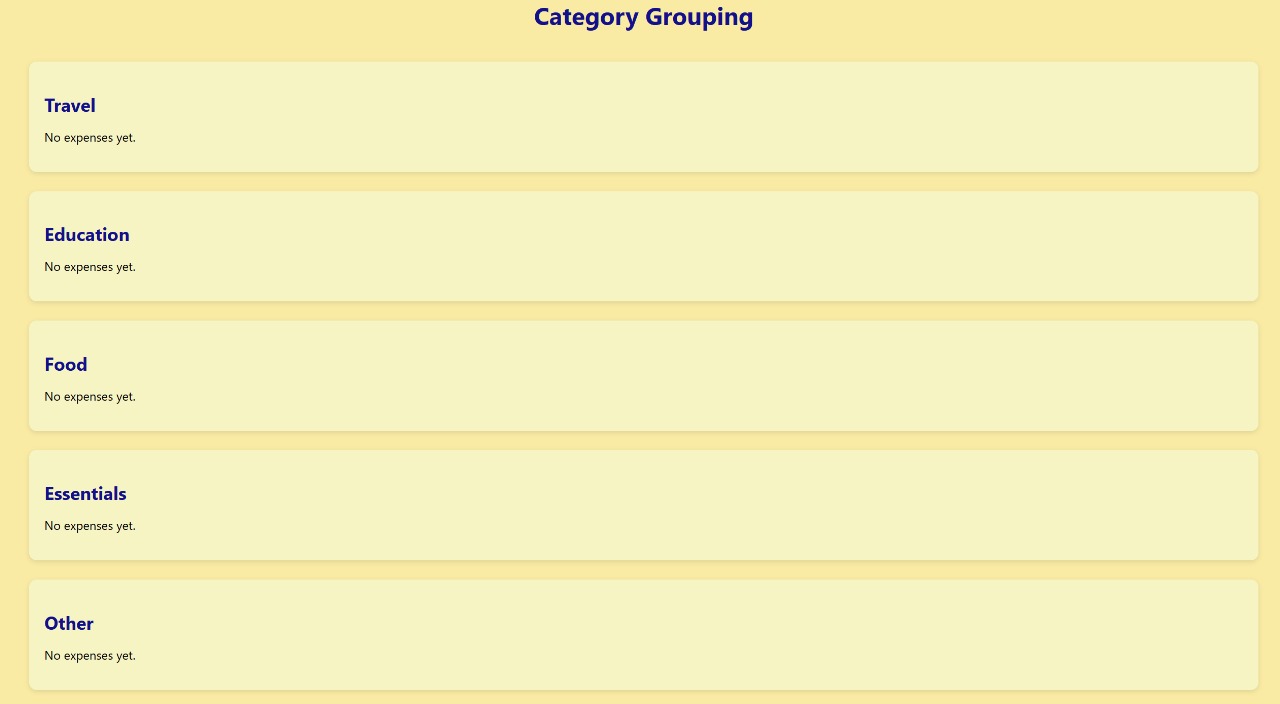 Category Grouping
Travel
No expenses yet.
Education
No expenses yet.
Food
No expenses yet.
Essentials
No expenses yet.
Other
No expenses yet.